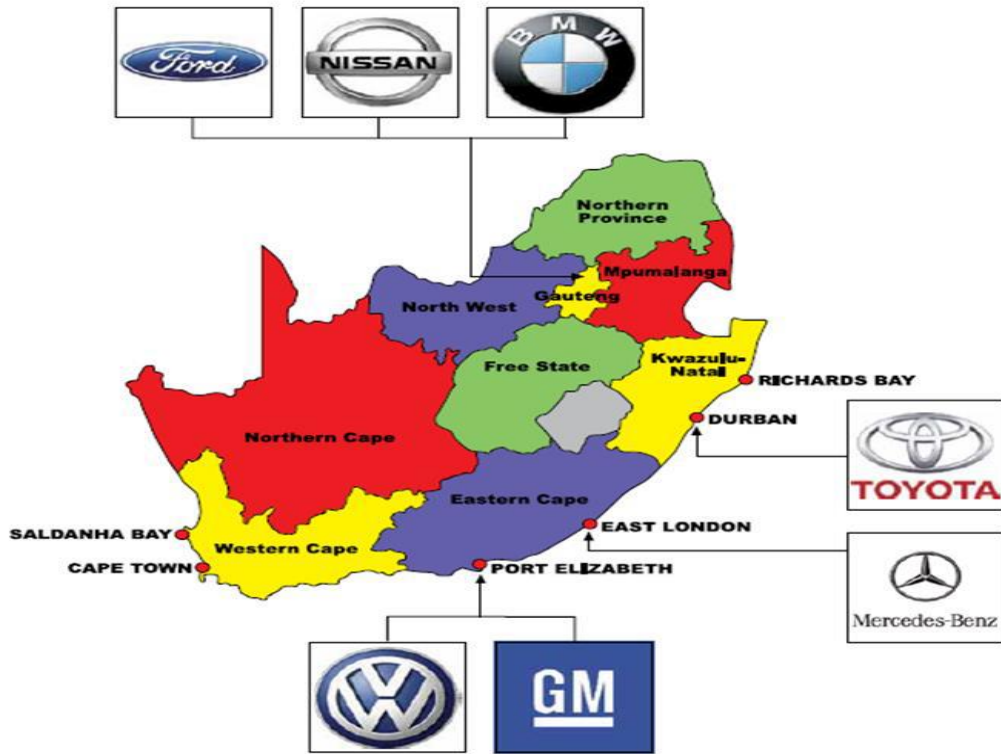 Ford
NISSAN
BMW
Northern
Province
Mpumalanga
North West
Gauteng
Kwazulu-
Natal
Free State
RICHARDS BAY
DURBAN
Northern Cape
TOYOTA
Eastern Cape
EAST LONDON
SALDANHA BAY
Western Cape
CAPE TOWN
PORT ELIZABETH
Mercedes-Benz
VW
GM